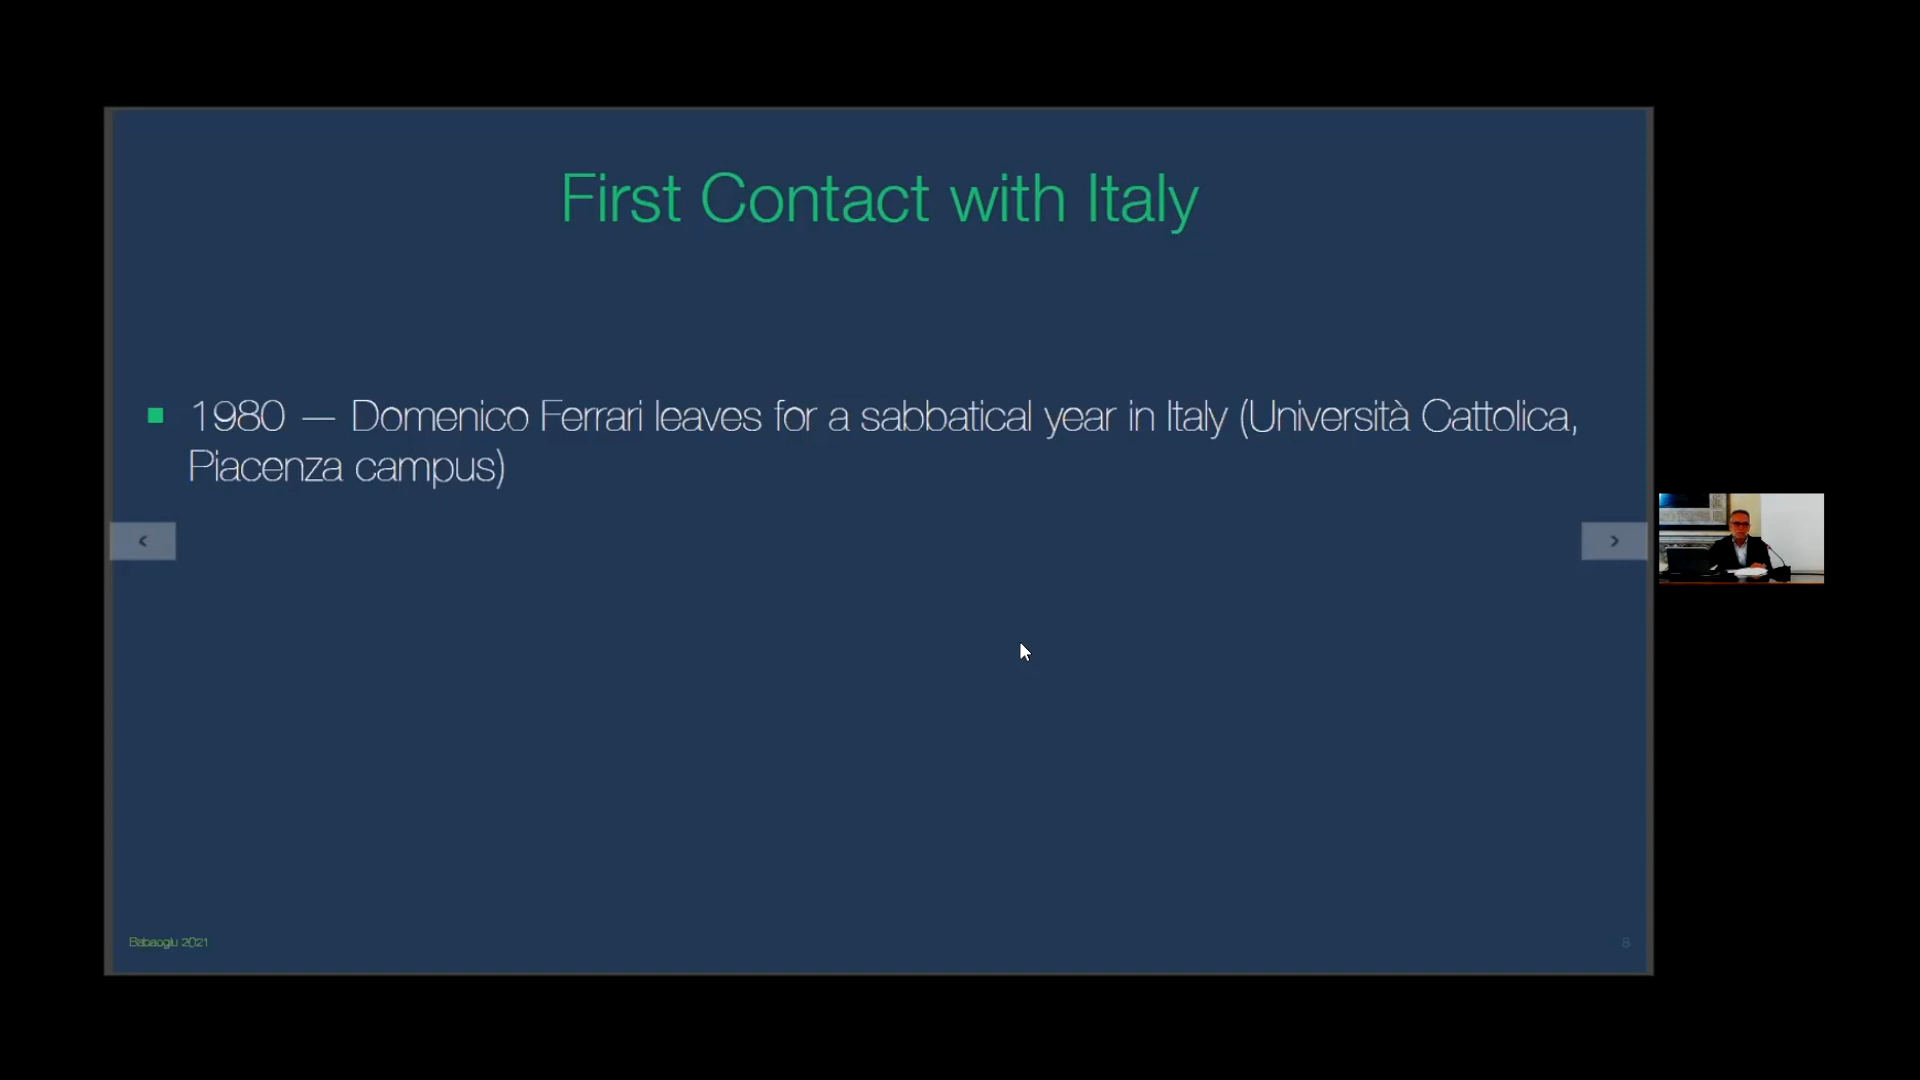 First Contact with Italy
1980 — Domenico Ferrari leaves for a sabbatical year in Italy (Università Cattolica,
Piacenza campus)
Babaoglu 2021
8